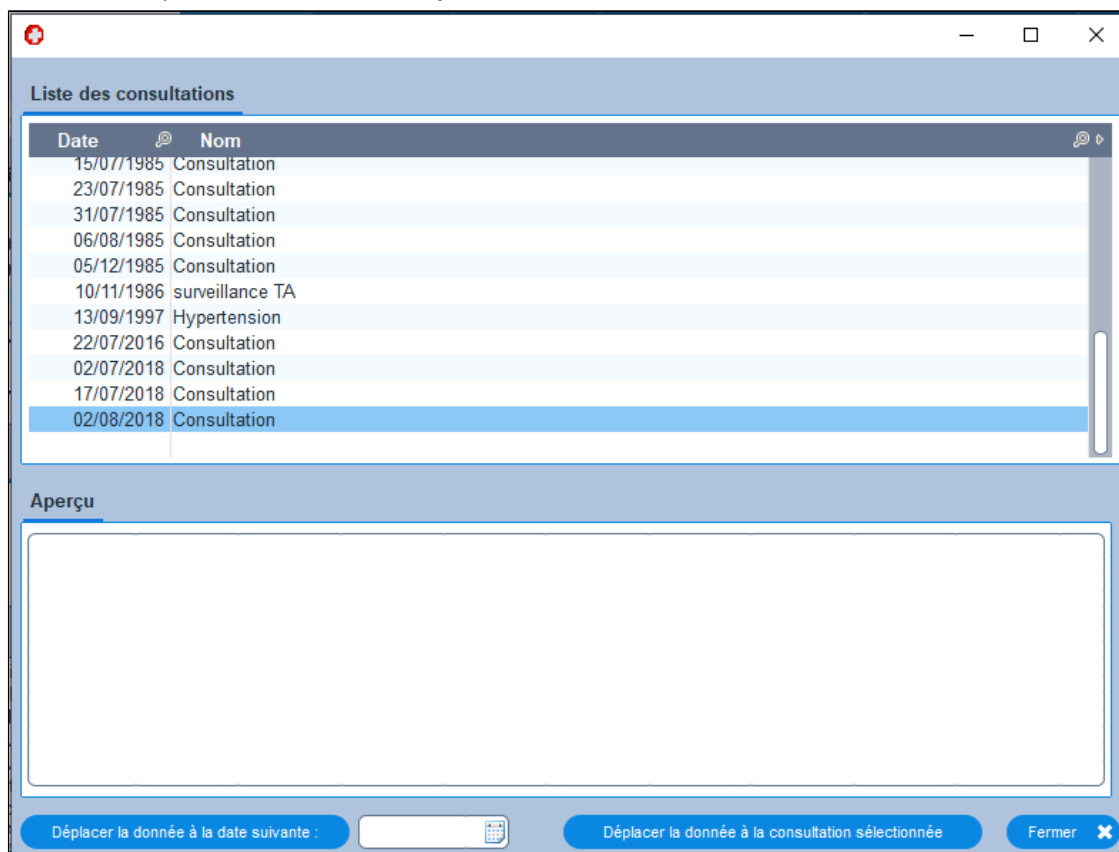 Liste des consultations
Date Nom
15/07/1985 Consultation
23/07/1985 Consultation
31/07/1985 Consultation
06/08/1985 Consultation
05/12/1985 Consultation
10/11/1986 surveillance TA
13/09/1997 Hypertension
22/07/2016 Consultation
02/07/2018 Consultation
17/07/2018 Consultation
02/08/2018 Consultation
Aperçu
Déplacer la donnée à la date suivante : Déplacer la donnée à la consultation sélectionnée Fermer